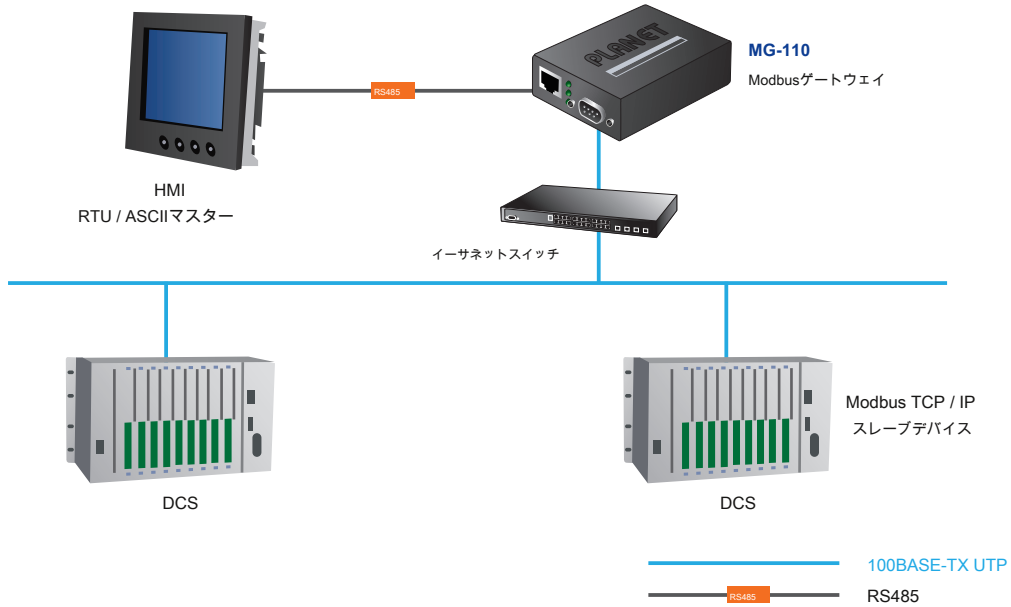 PLANET
MG-110
Modbusゲートウェイ
RS485
HMI
RTU / ASCIIマスター
イーサネットスイッチ
Modbus TCP / IP
スレーブデバイス
DCS
DCS
100BASE-TX UTP
RS485
RS485